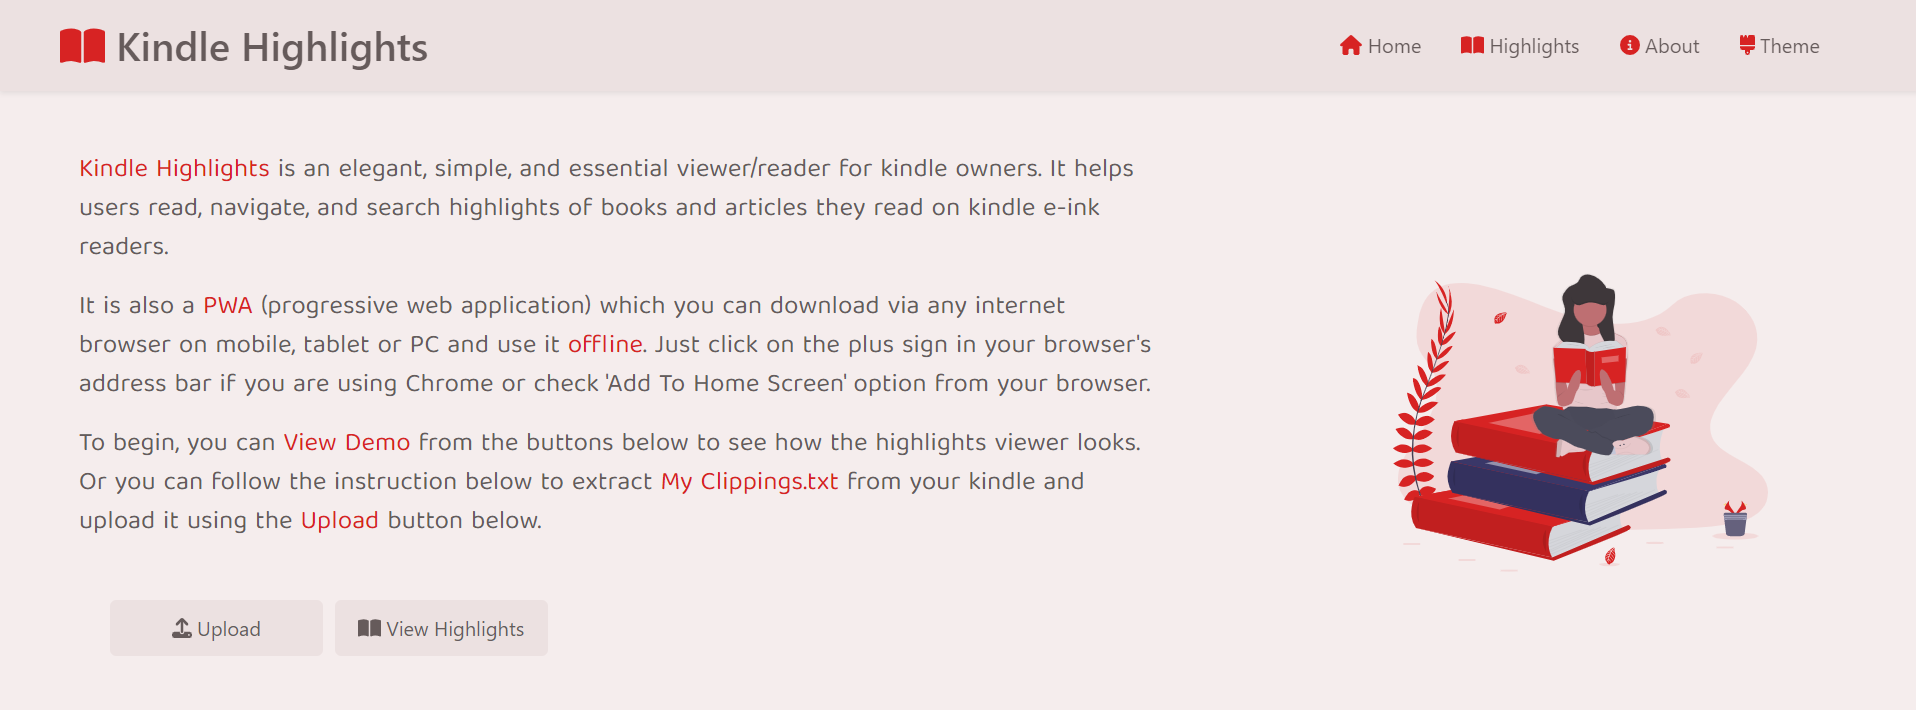 Kindle Highlights
Home
Highlights
About
Theme
Kindle Highlights is an elegant, simple, and essential viewer/reader for kindle owners. It helps
users read, navigate, and search highlights of books and articles they read on kindle e-ink
readers.
It is also a PWA (progressive web application) which you can download via any internet
browser on mobile, tablet or PC and use it offline. Just click on the plus sign in your browser's
address bar if you are using Chrome or check 'Add To Home Screen' option from your browser.
To begin, you can View Demo from the buttons below to see how the highlights viewer looks.
Or you can follow the instruction below to extract My Clippings.txt from your kindle and
upload it using the Upload button below.
Upload
View Highlights